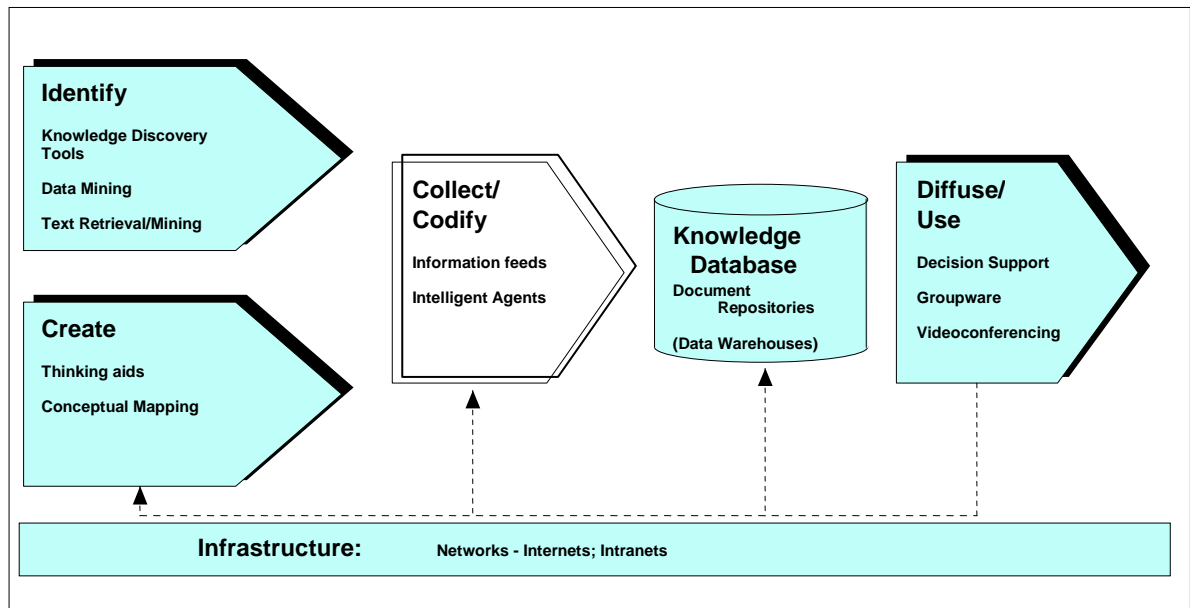 Identify
Knowledge Discovery
Tools
Data Mining
Text Retrieval/Mining
Create
Thinking aids
Conceptual Mapping
Collect/
Codify
Information feeds
Intelligent Agents
Knowledge
Database
Document
Repositories
(Data Warehouses)
Diffuse/
Use
Decision Support
Groupware
Videoconferencing
Infrastructure: Networks - Internets; Intranets